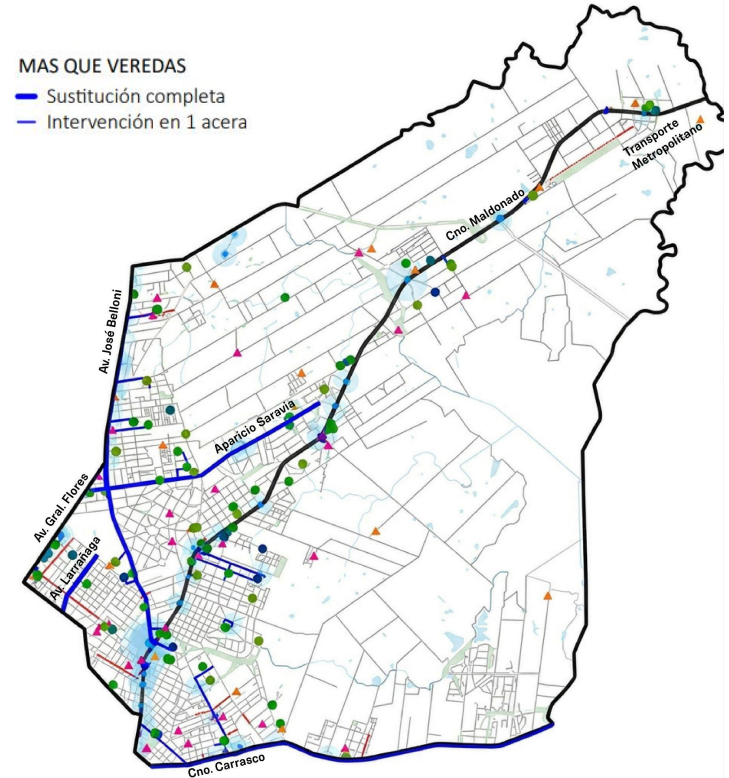 MAS QUE VEREDAS
Sustitución completa
Intervención en 1 acera
Transporte
Metropolitano
Cno. Maldonado
Av. José Belloni
Aparicio Saravia
Av. Gral. Flores
Av. Larrañaga
Cno. Carrasco